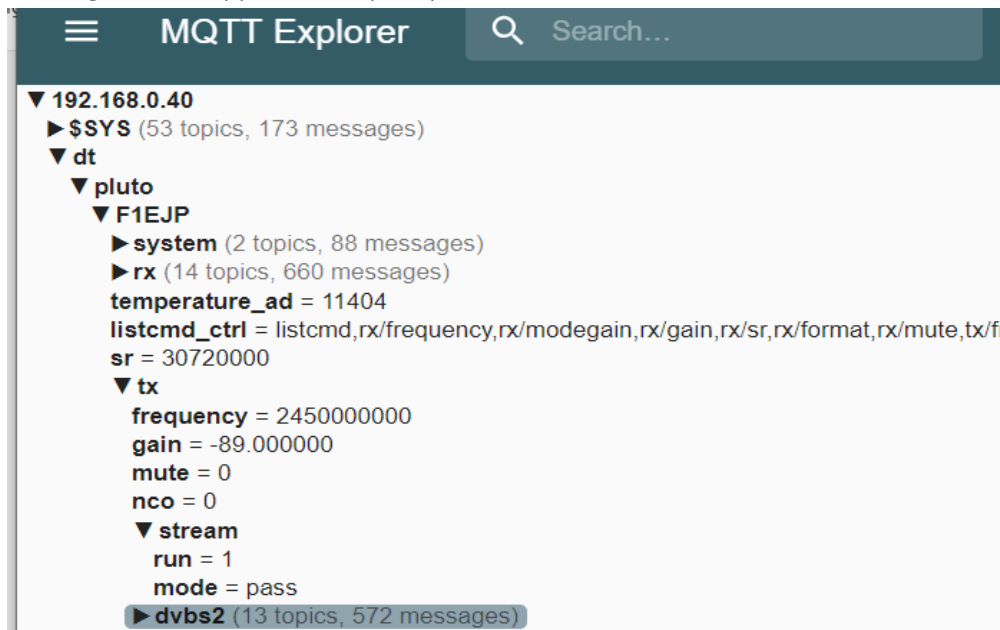 MQTT Explorer Search...
▼ 192.168.0.40
▶ $SYS (53 topics, 173 messages)
▼ dt
▼ pluto
▼ F1EJP
▶ system (2 topics, 88 messages)
▶ rx (14 topics, 660 messages)
temperature_ad = 11404
listcmd_ctrl = listcmd,rx/frequency,rx/modegain,rx/gain,rx/sr,rx/format,rx/mute,tx/f
sr = 30720000
▼ tx
frequency = 2450000000
gain = -89.000000
mute = 0
nco = 0
▼ stream
run = 1
mode = pass
▶ dvbs2 (13 topics, 572 messages)